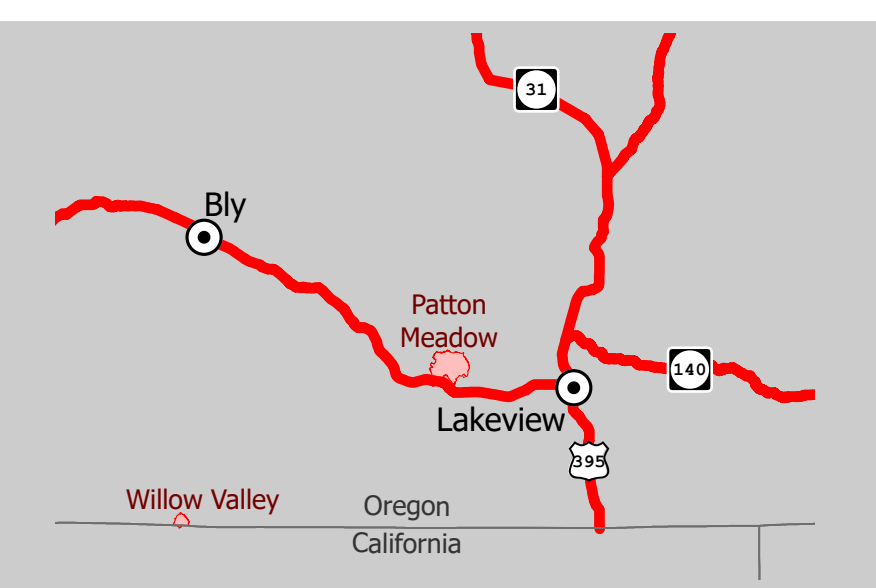 31
Bly
Patton
Meadow
140
Lakeview
395
Willow Valley
Oregon
California